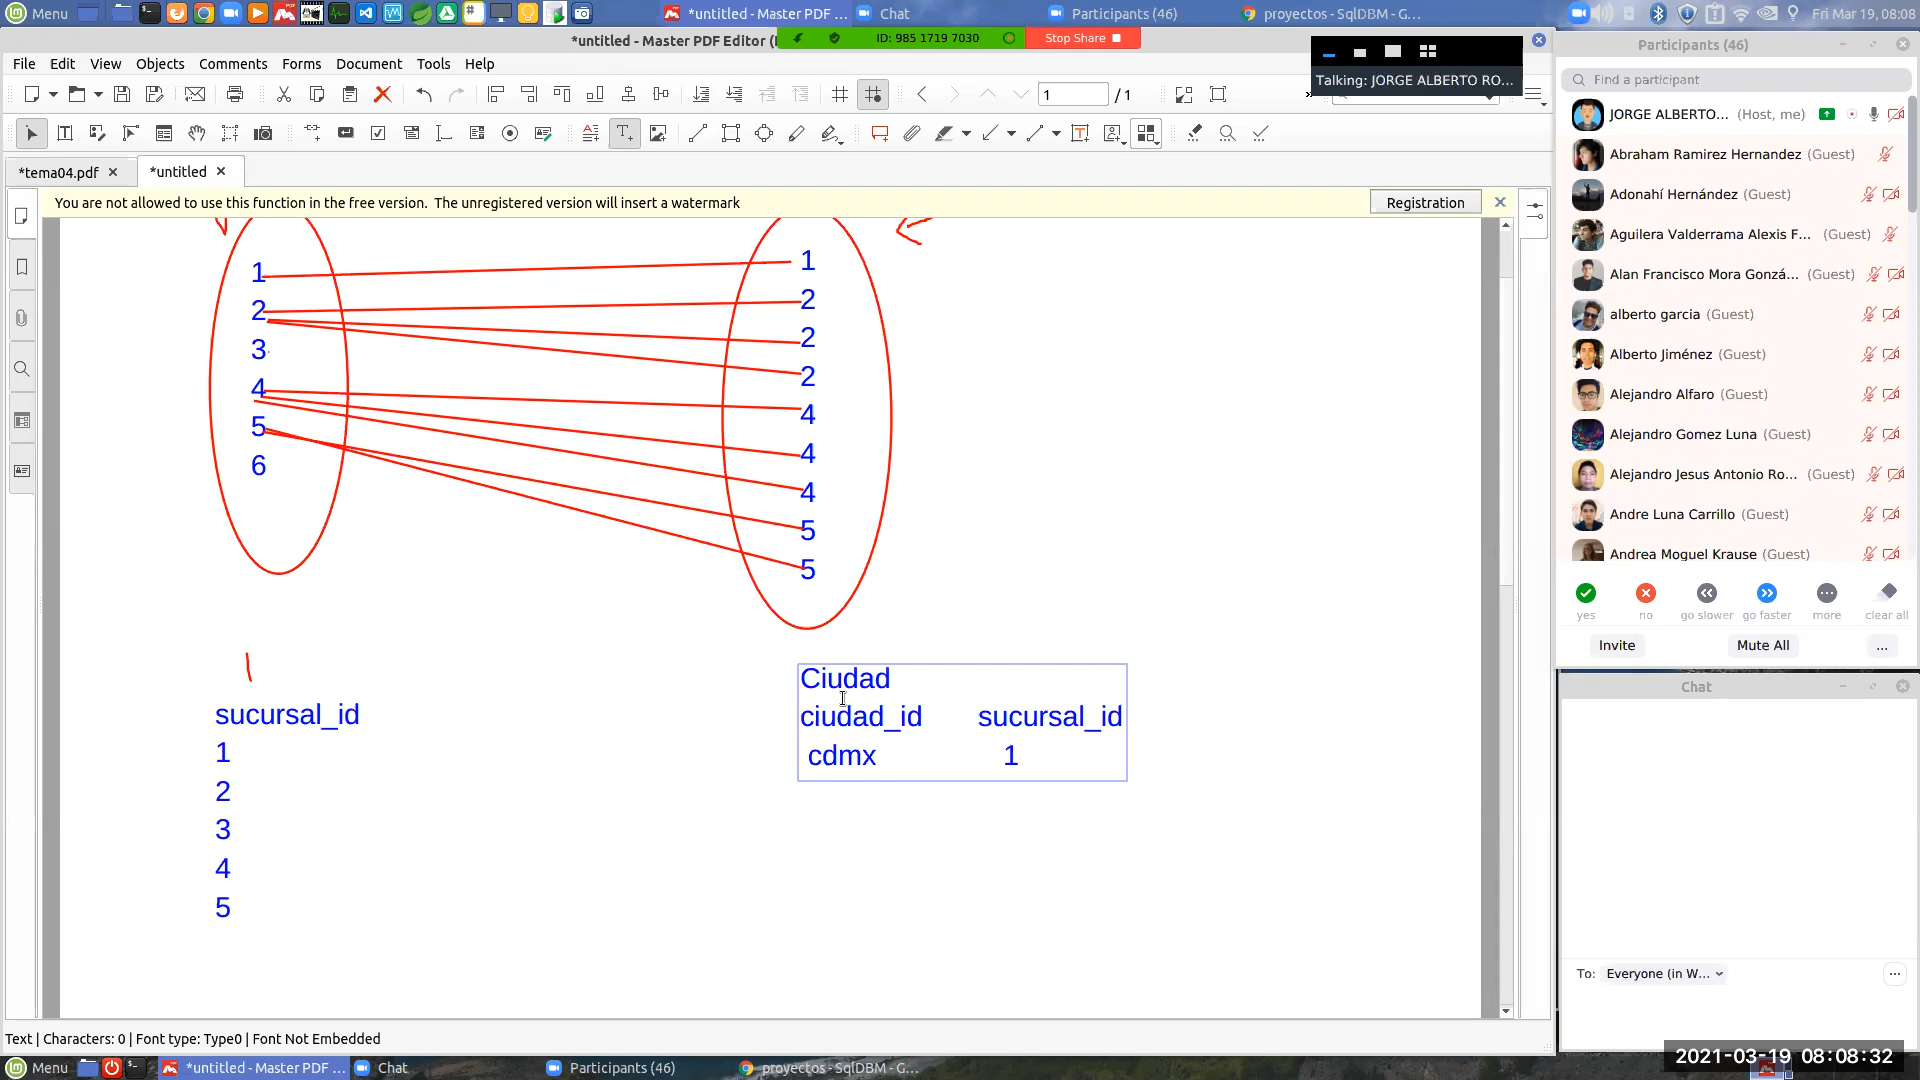 Menu
*untitled - Master PDF ...
Chat
Participants (46)
proyectos - SqlDBM - G...
Fri Mar 19, 08:08
*untitled - Master PDF Editor (
ID: 985 1719 7030
Stop Share
Talking: JORGE ALBERTO RO...
File Edit View Objects Comments Forms Document Tools Help
1 / 1
*tema04.pdf
*untitled
You are not allowed to use this function in the free version. The unregistered version will insert a watermark
Registration
1
2
3
4
5
6
1
2
2
2
4
4
4
5
5
sucursal_id
1
2
3
4
5
Ciudad
ciudad_id sucursal_id
cdmx 1
Text | Characters: 0 | Font type: Type0 | Font Not Embedded
Participants (46)
Find a participant
JORGE ALBERTO... (Host, me)
Abraham Ramirez Hernandez (Guest)
Adonahí Hernández (Guest)
Aguilera Valderrama Alexis F... (Guest)
Alan Francisco Mora Gonzá... (Guest)
alberto garcia (Guest)
Alberto Jiménez (Guest)
Alejandro Alfaro (Guest)
Alejandro Gomez Luna (Guest)
Alejandro Jesus Antonio Ro... (Guest)
Andre Luna Carrillo (Guest)
Andrea Moguel Krause (Guest)
yes no go slower go faster more clear all
Invite Mute All ...
Chat
To: Everyone (in W...
Menu
*untitled - Master PDF Editor ...
Chat
Participants (46)
proyectos - SqlDBM - G...
2021-03-19 08:08:32